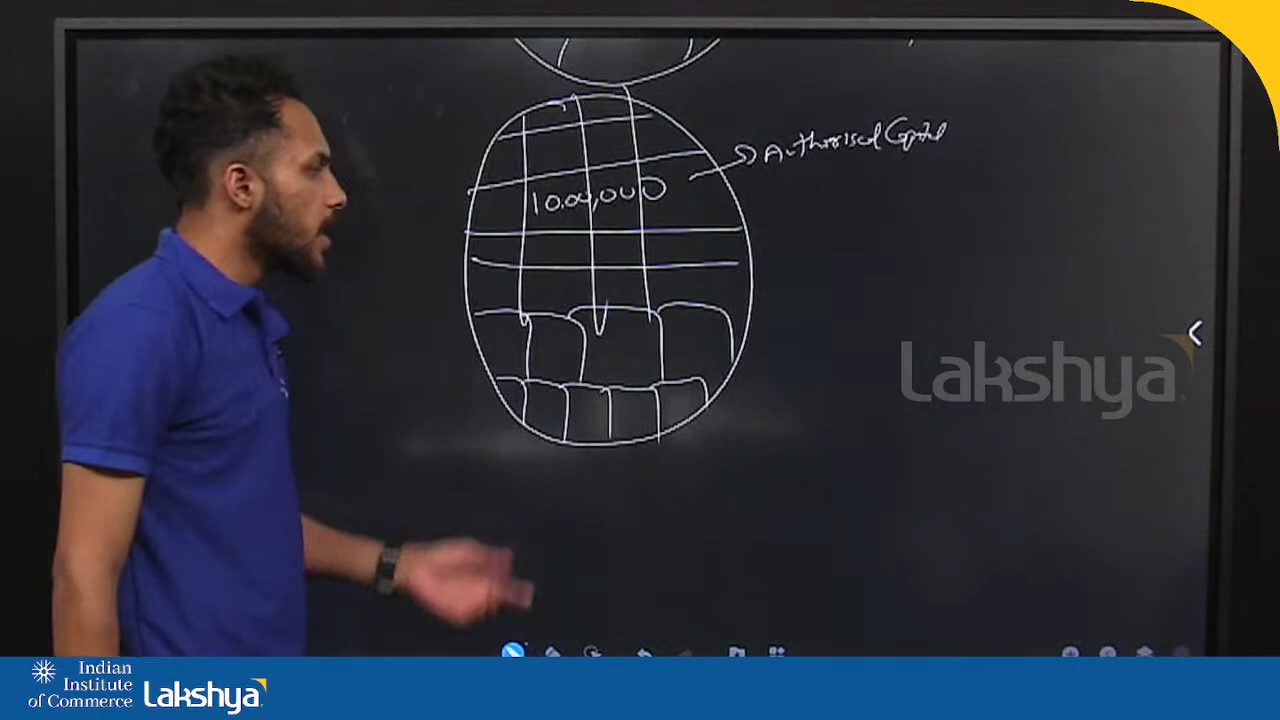 Authorised Capital
10,00,000
Lakshya
Indian
Institute
of Commerce
Lakshya